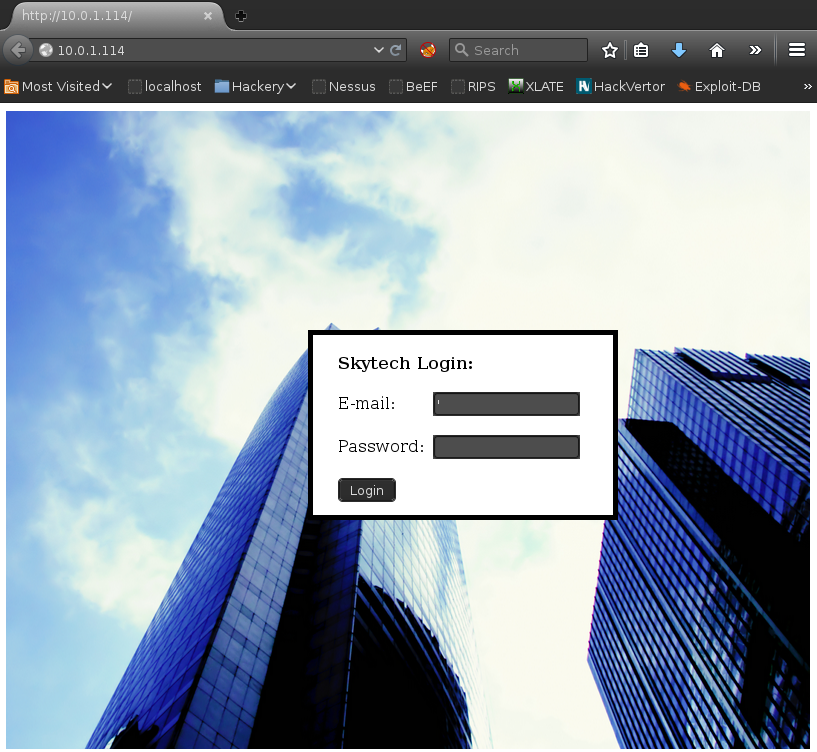 http://10.0.1.114/
10.0.1.114
Search
Most Visited localhost Hackery Nessus BeEF RIPS XLATE HackVertor Exploit-DB
Skytech Login:
E-mail: '
Password:
Login